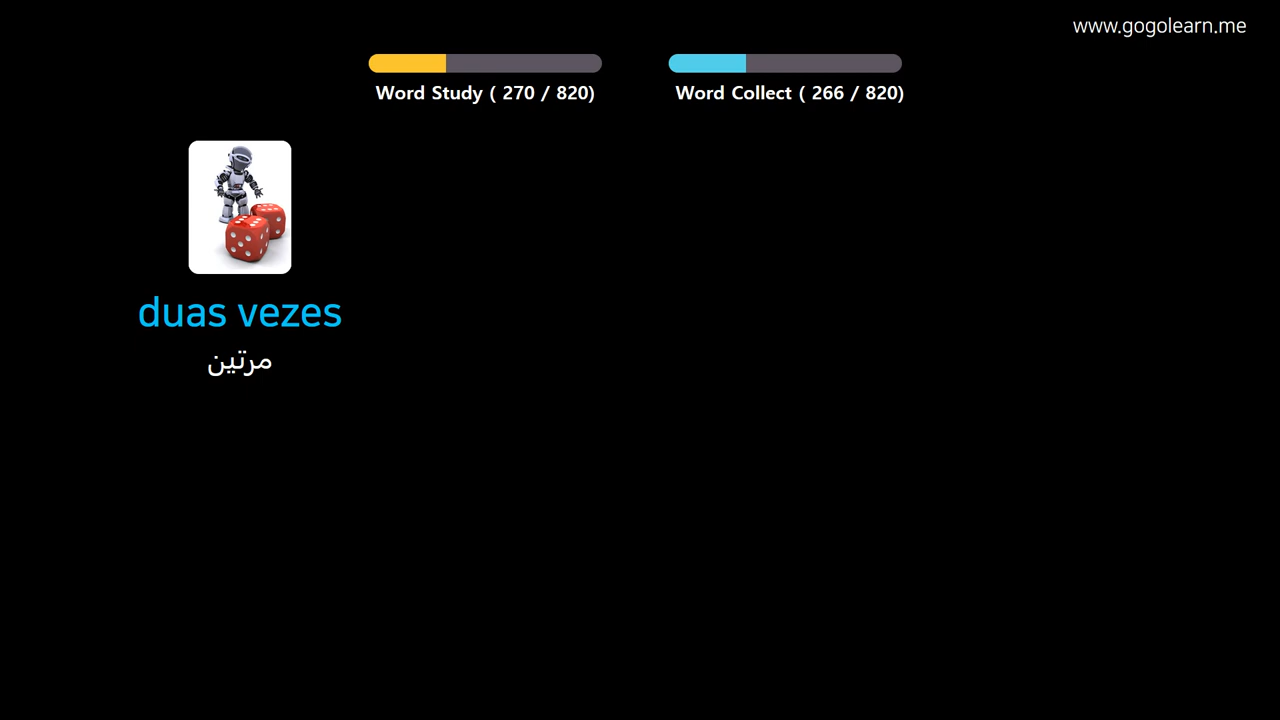 www.gogolearn.me
Word Study ( 270 / 820)
Word Collect ( 266 / 820)
duas vezes
مرتين